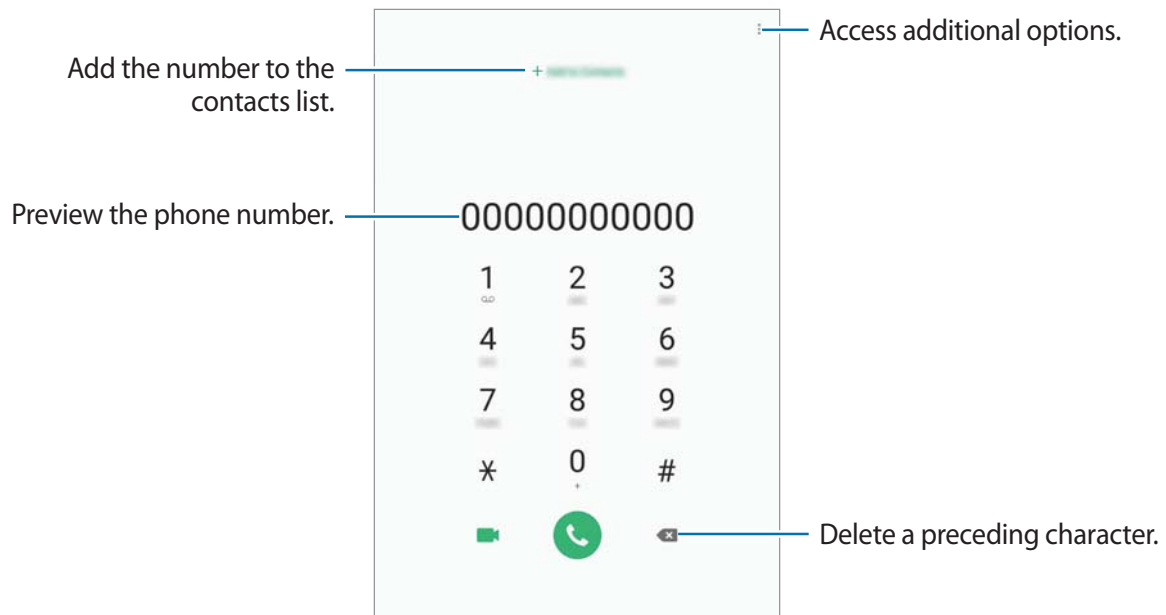 Access additional options.
Add the number to the
contacts list.
+
Preview the phone number.
00000000000
1 2 3
4 5 6
7 8 9
* 0 #
+
Delete a preceding character.